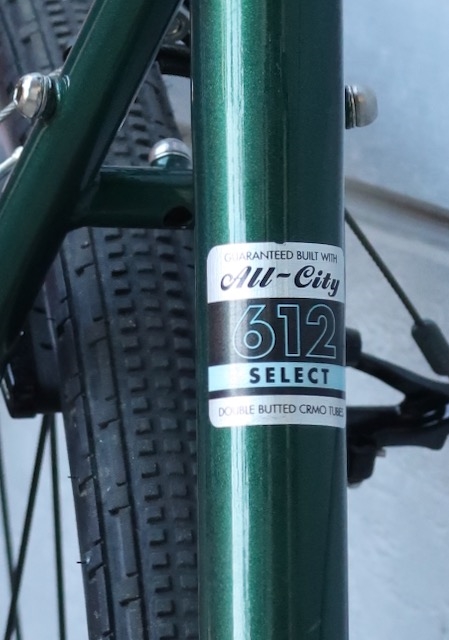 GUARANTEED BUILT WITH
All-City
612
SELECT
DOUBLE BUTTED CRMO TUBES